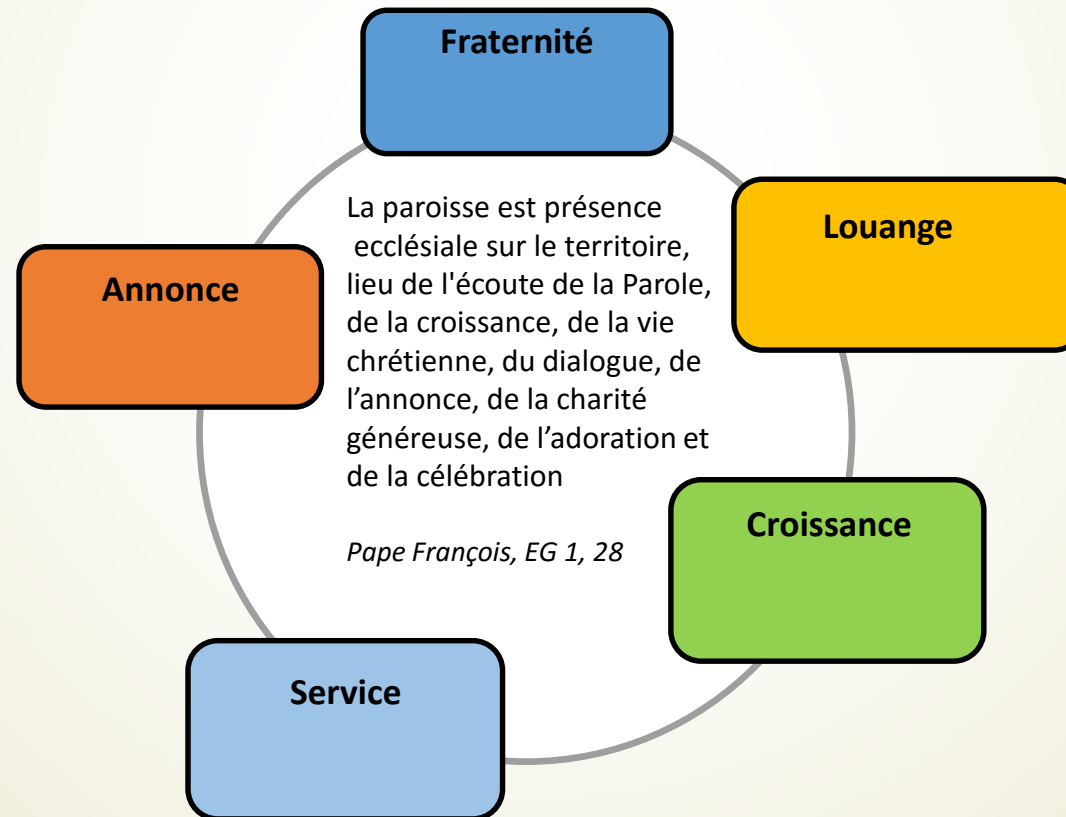 Fraternité
Louange
Annonce
La paroisse est présence
ecclésiale sur le territoire,
lieu de l'écoute de la Parole,
de la croissance, de la vie
chrétienne, du dialogue, de
l’annonce, de la charité
généreuse, de l’adoration et
de la célébration
Pape François, EG 1, 28
Croissance
Service